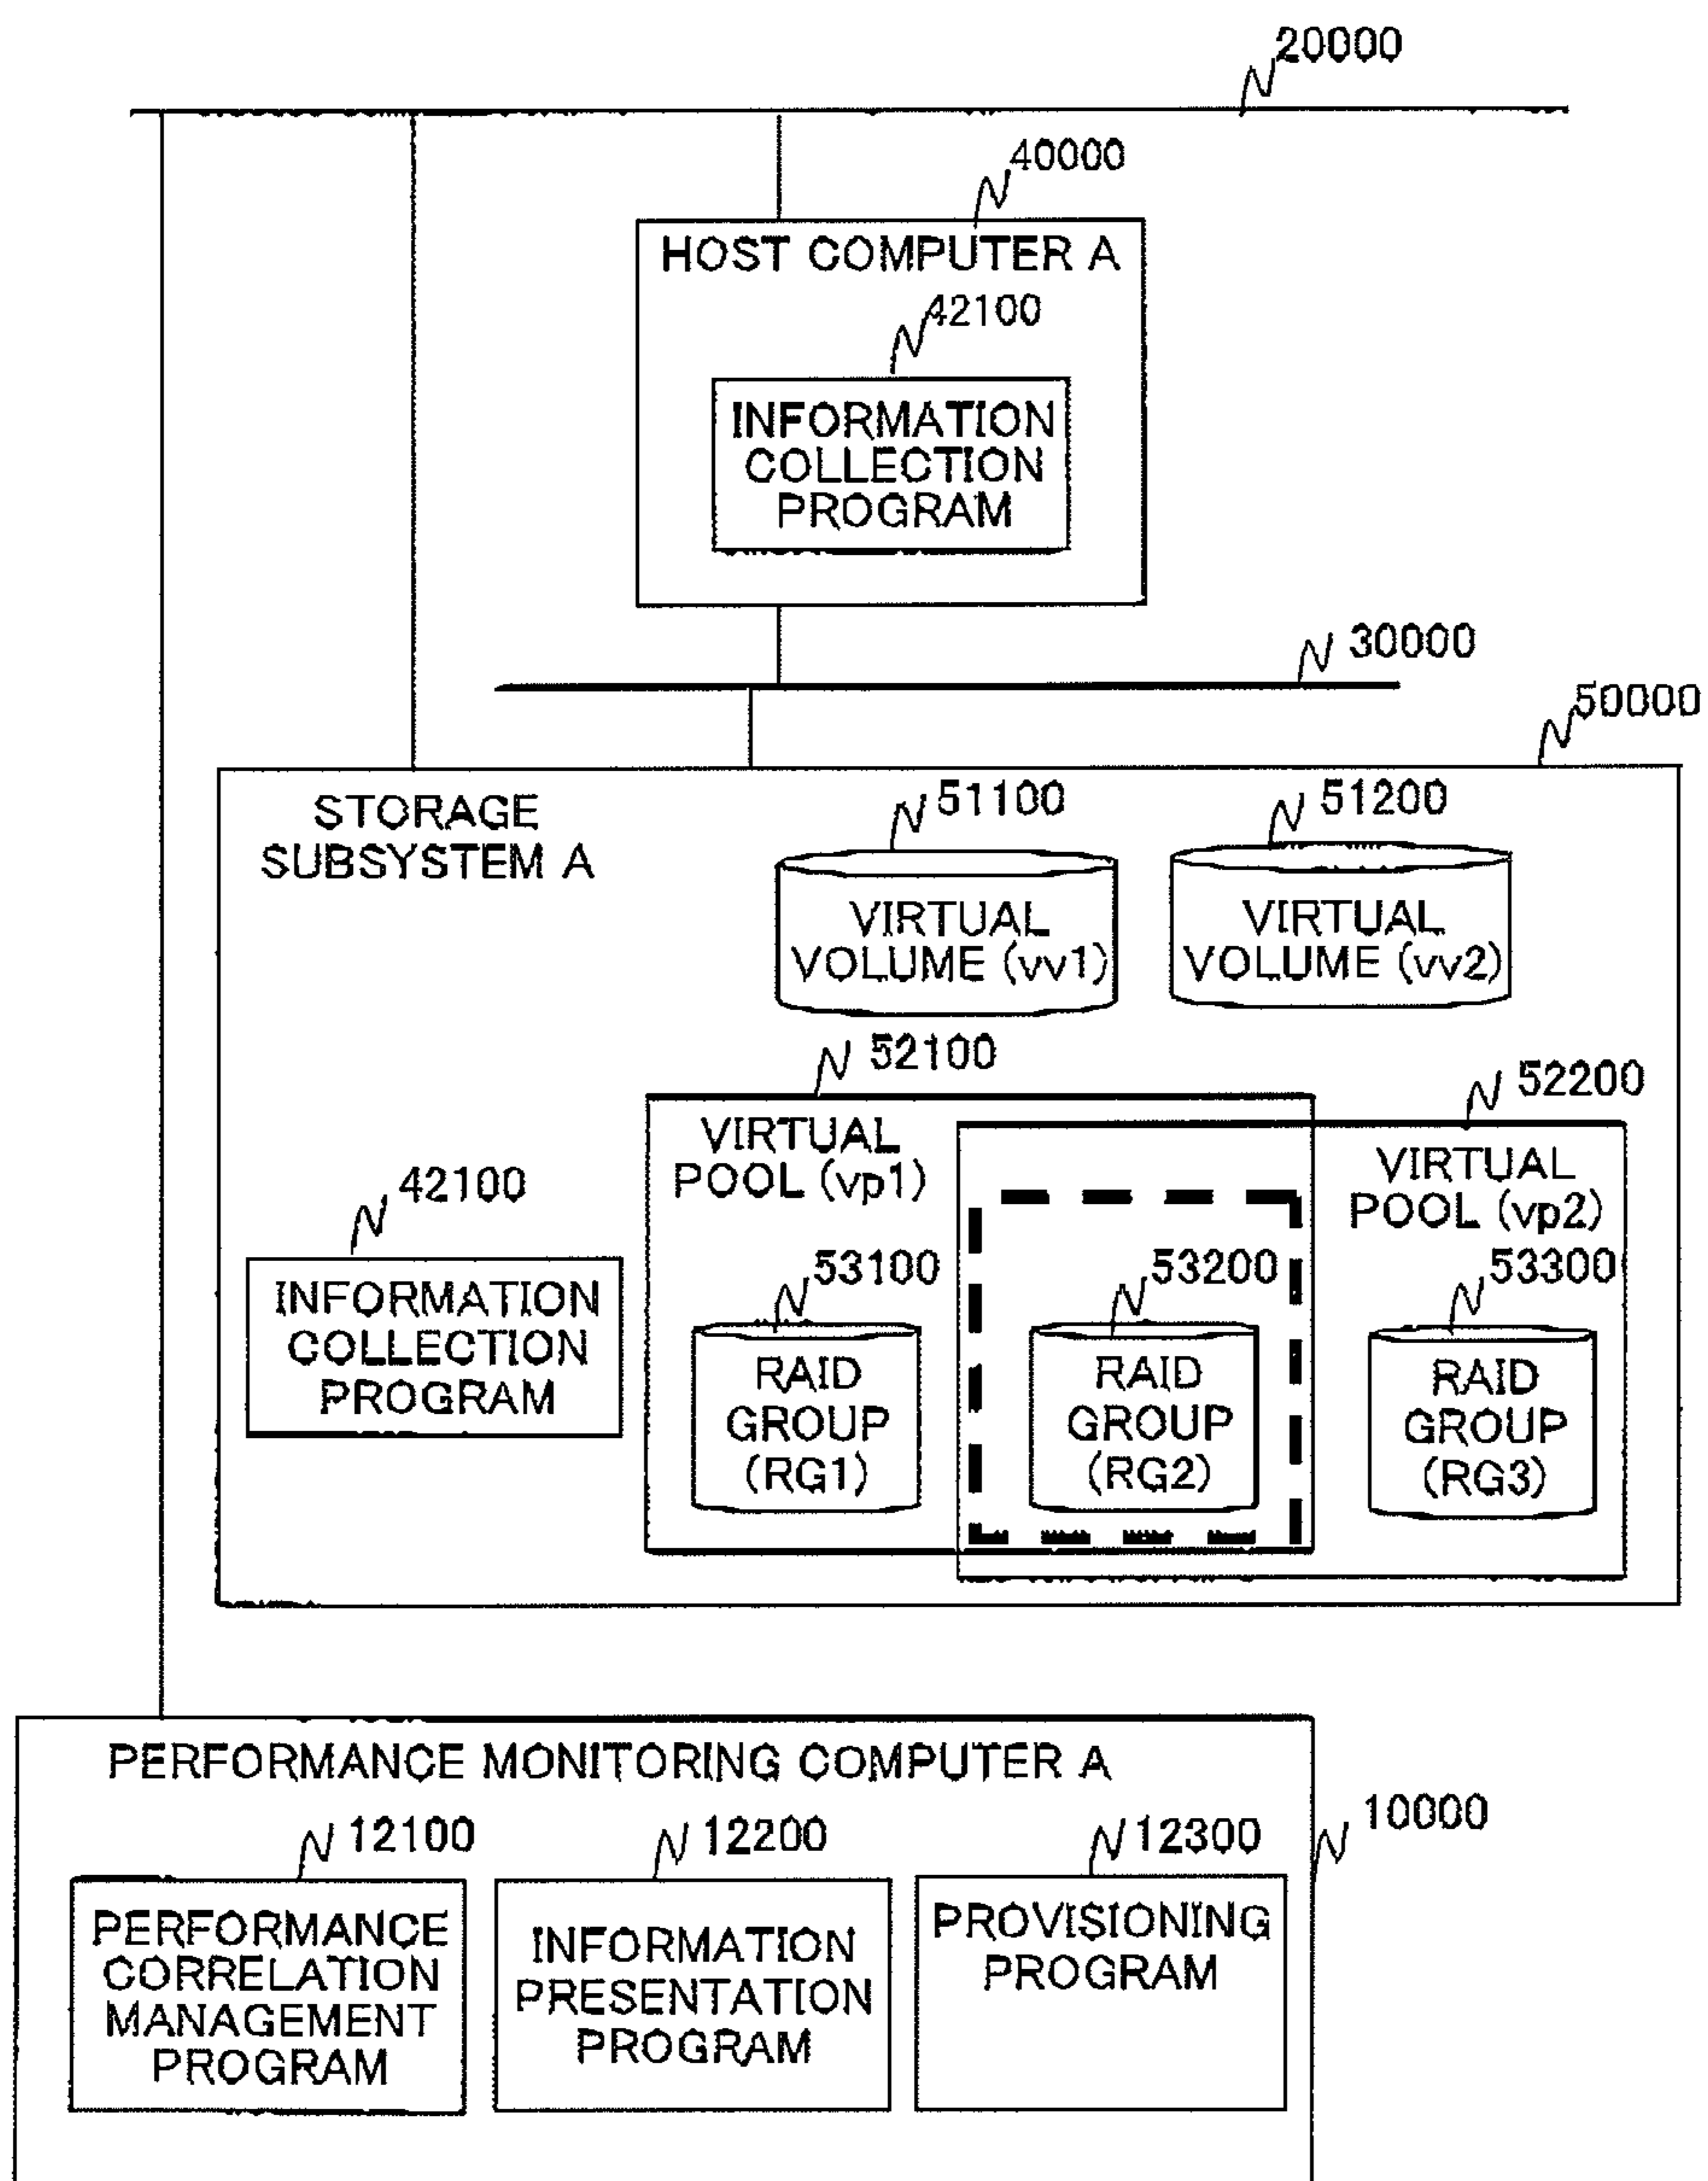 20000
40000
HOST COMPUTER A
42100
INFORMATION
COLLECTION
PROGRAM
30000
50000
STORAGE
SUBSYSTEM A
51100
51200
VIRTUAL
VOLUME (vv1)
VIRTUAL
VOLUME (vv2)
52100
52200
VIRTUAL
POOL (vp1)
VIRTUAL
POOL (vp2)
42100
INFORMATION
COLLECTION
PROGRAM
53100
53200
53300
RAID
GROUP
(RG1)
RAID
GROUP
(RG2)
RAID
GROUP
(RG3)
PERFORMANCE MONITORING COMPUTER A
10000
12100
12200
12300
PERFORMANCE
CORRELATION
MANAGEMENT
PROGRAM
INFORMATION
PRESENTATION
PROGRAM
PROVISIONING
PROGRAM